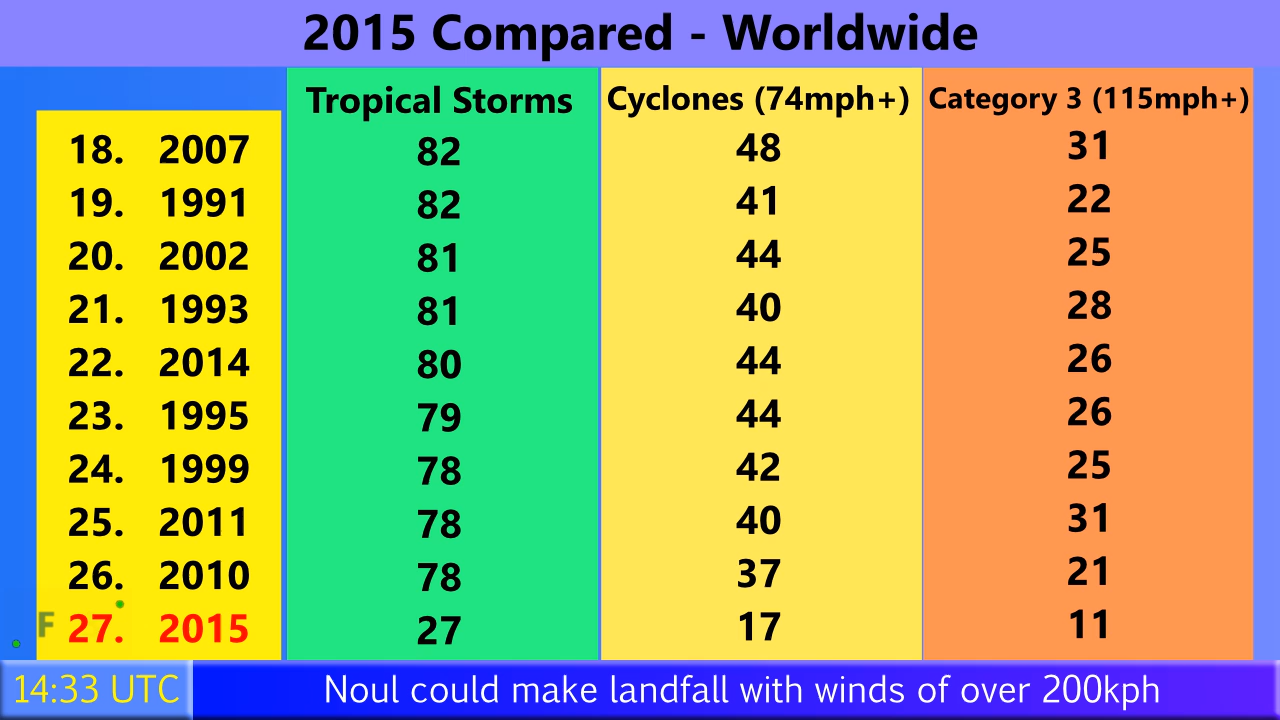 2015 Compared - Worldwide
Tropical Storms Cyclones (74mph+) Category 3 (115mph+)
18. 2007 82 48 31
19. 1991 82 41 22
20. 2002 81 44 25
21. 1993 81 40 28
22. 2014 80 44 26
23. 1995 79 44 26
24. 1999 78 42 25
25. 2011 78 40 31
26. 2010 78 37 21
F 27. 2015 27 17 11
14:33 UTC Noul could make landfall with winds of over 200kph